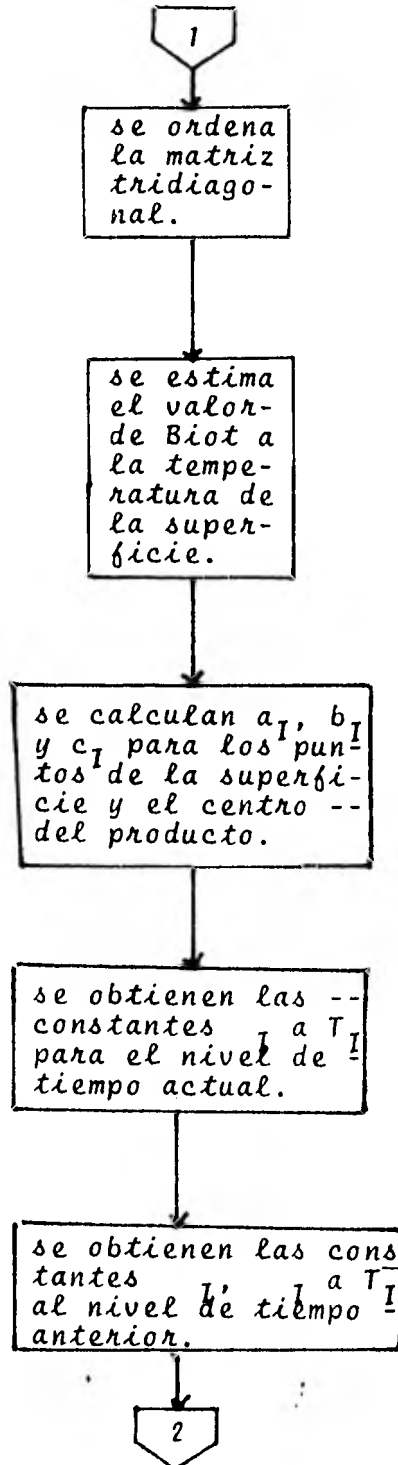 1
se ordena
la matriz
tridiago-
nal.
se estima
el valor-
de Biot a
la tempe-
ratura de
la super-
ficie.
se calculan a_I, b_I
y c_I para los pun-
tos de la superfi-
cie y el centro --
del producto.
se obtienen las --
constantes _I a T_I
para el nivel de -
tiempo actual.
se obtienen las cons
tantes _I, _I a T_I
al nivel de tiempo -
anterior.
2